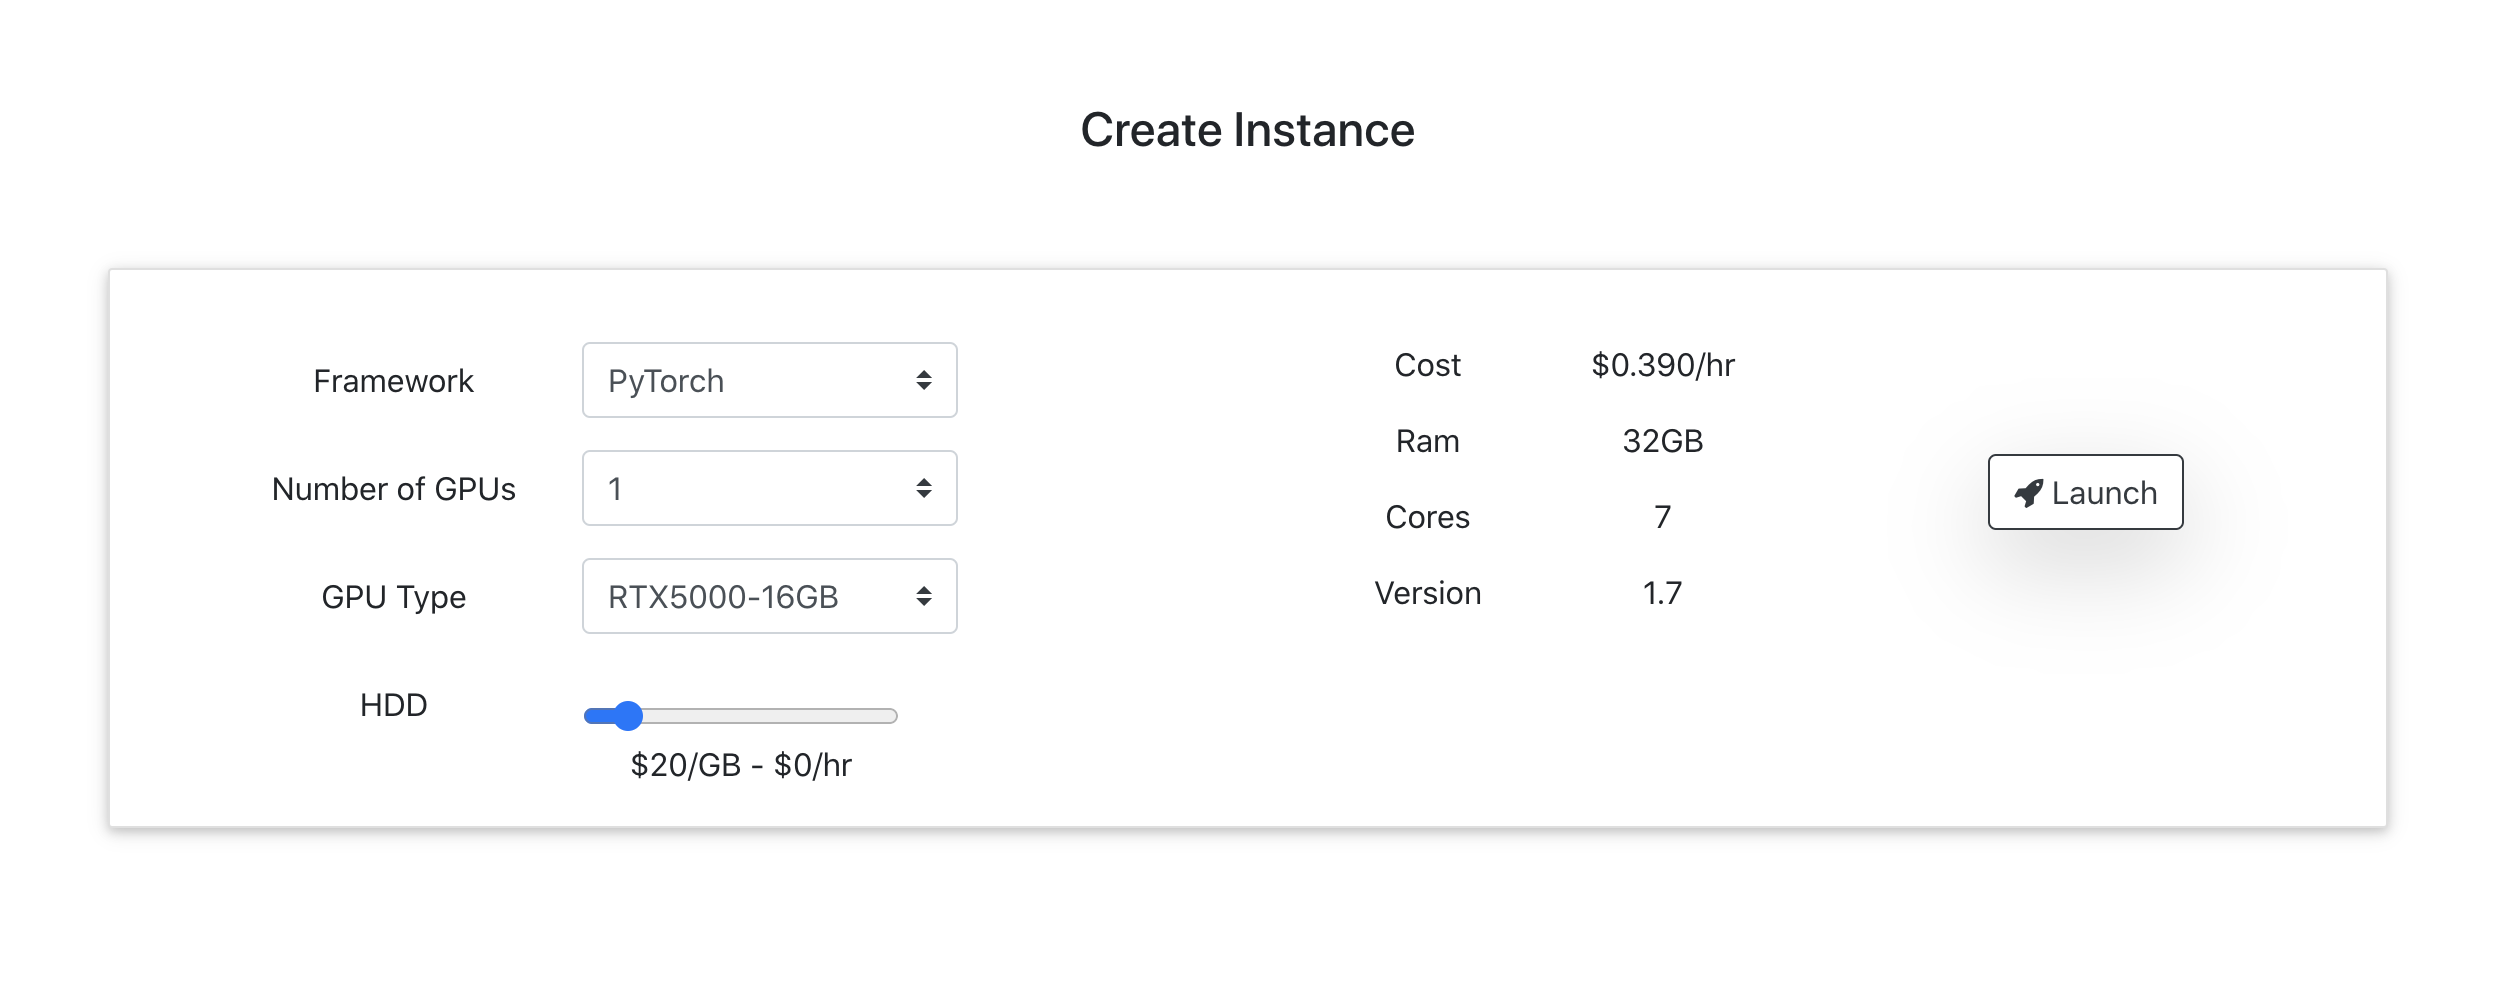 Create Instance
Framework
PyTorch
Number of GPUs
1
GPU Type
RTX5000-16GB
HDD
$20/GB - $0/hr
Cost
$0.390/hr
Ram
32GB
Cores
7
Version
1.7
Launch